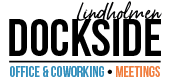 Lindholmen
DOCKSIDE
OFFICE & COWORKING • MEETINGS